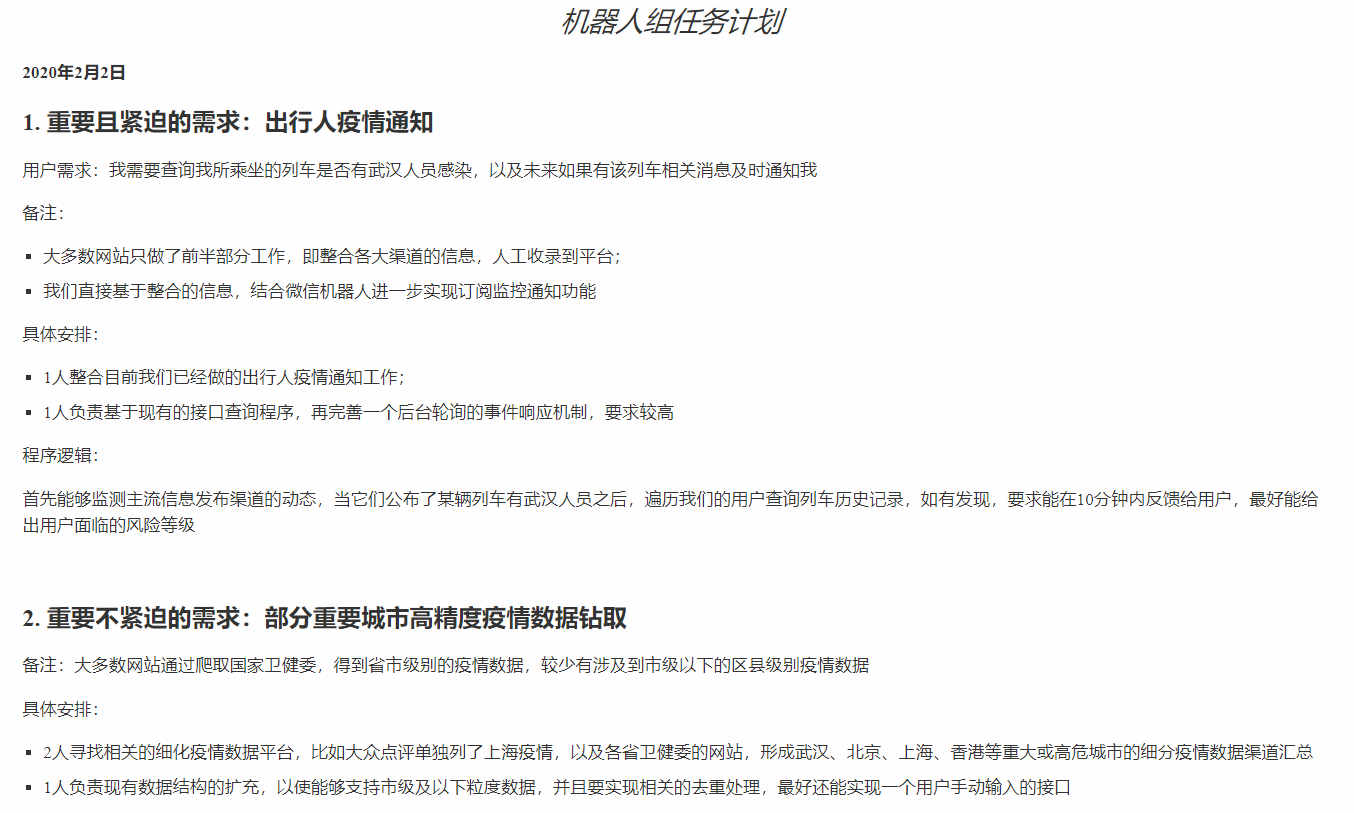 机器人组任务计划
2020年2月2日
1. 重要且紧迫的需求：出行人疫情通知
用户需求：我需要查询我所乘坐的列车是否有武汉人员感染，以及未来如果有该列车相关消息及时通知我
备注：
▪ 大多数网站只做了前半部分工作，即整合各大渠道的信息，人工收录到平台；
▪ 我们直接基于整合的信息，结合微信机器人进一步实现订阅监控通知功能
具体安排：
▪ 1人整合目前我们已经做的出行人疫情通知工作；
▪ 1人负责基于现有的接口查询程序，再完善一个后台轮询的事件响应机制，要求较高
程序逻辑：
首先能够监测主流信息发布渠道的动态，当它们公布了某辆列车有武汉人员之后，遍历我们的用户查询列车历史记录，如有发现，要求能在10分钟内反馈给用户，最好能给
出用户面临的风险等级
2. 重要不紧迫的需求：部分重要城市高精度疫情数据钻取
备注：大多数网站通过爬取国家卫健委，得到省市级别的疫情数据，较少有涉及到市级以下的区县级别疫情数据
具体安排：
▪ 2人寻找相关的细化疫情数据平台，比如大众点评单独列了上海疫情，以及各省卫健委的网站，形成武汉、北京、上海、香港等重大或高危城市的细分疫情数据渠道汇总
▪ 1人负责现有数据结构的扩充，以使能够支持市级及以下粒度数据，并且要实现相关的去重处理，最好还能实现一个用户手动输入的接口